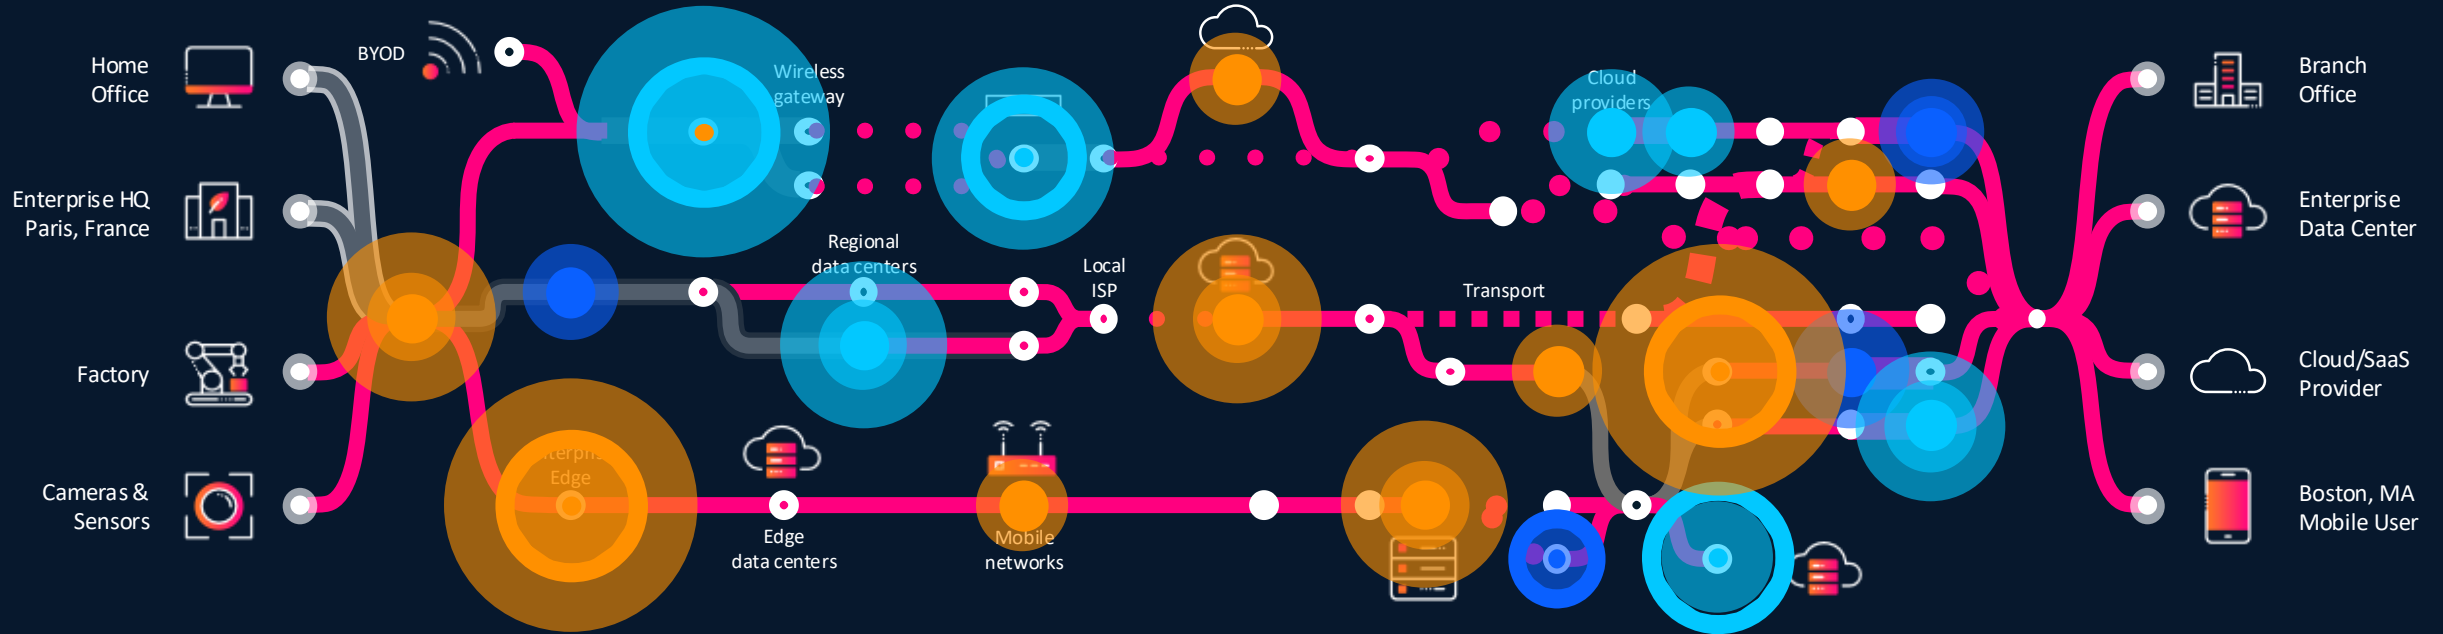 Home
Office
BYOD
Wireless
gateway
Cloud
providers
Branch
Office
Enterprise HQ
Paris, France
Enterprise
Data Center
Regional
data centers
Local
ISP
Transport
Factory
Cloud/SaaS
Provider
Edge
Cameras &
Sensors
Edge
data centers
Mobile
networks
Boston, MA
Mobile User